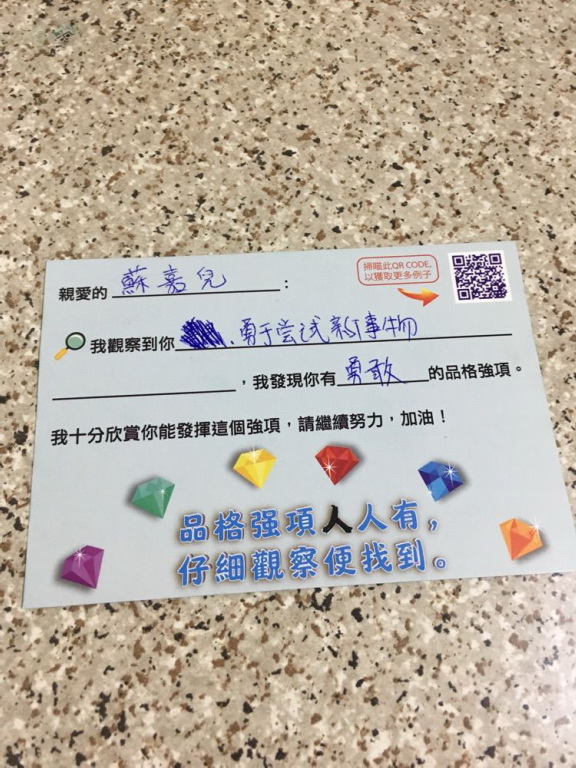 親愛的 蘇嘉兒 :
掃瞄此QR CODE,
以獲取更多例子
我觀察到你 勇于尝试新事物
，我發現你有 勇敢 的品格強項。
我十分欣賞你能發揮這個強項，請繼續努力，加油！
品格强項人人有，
仔細觀察便找到。